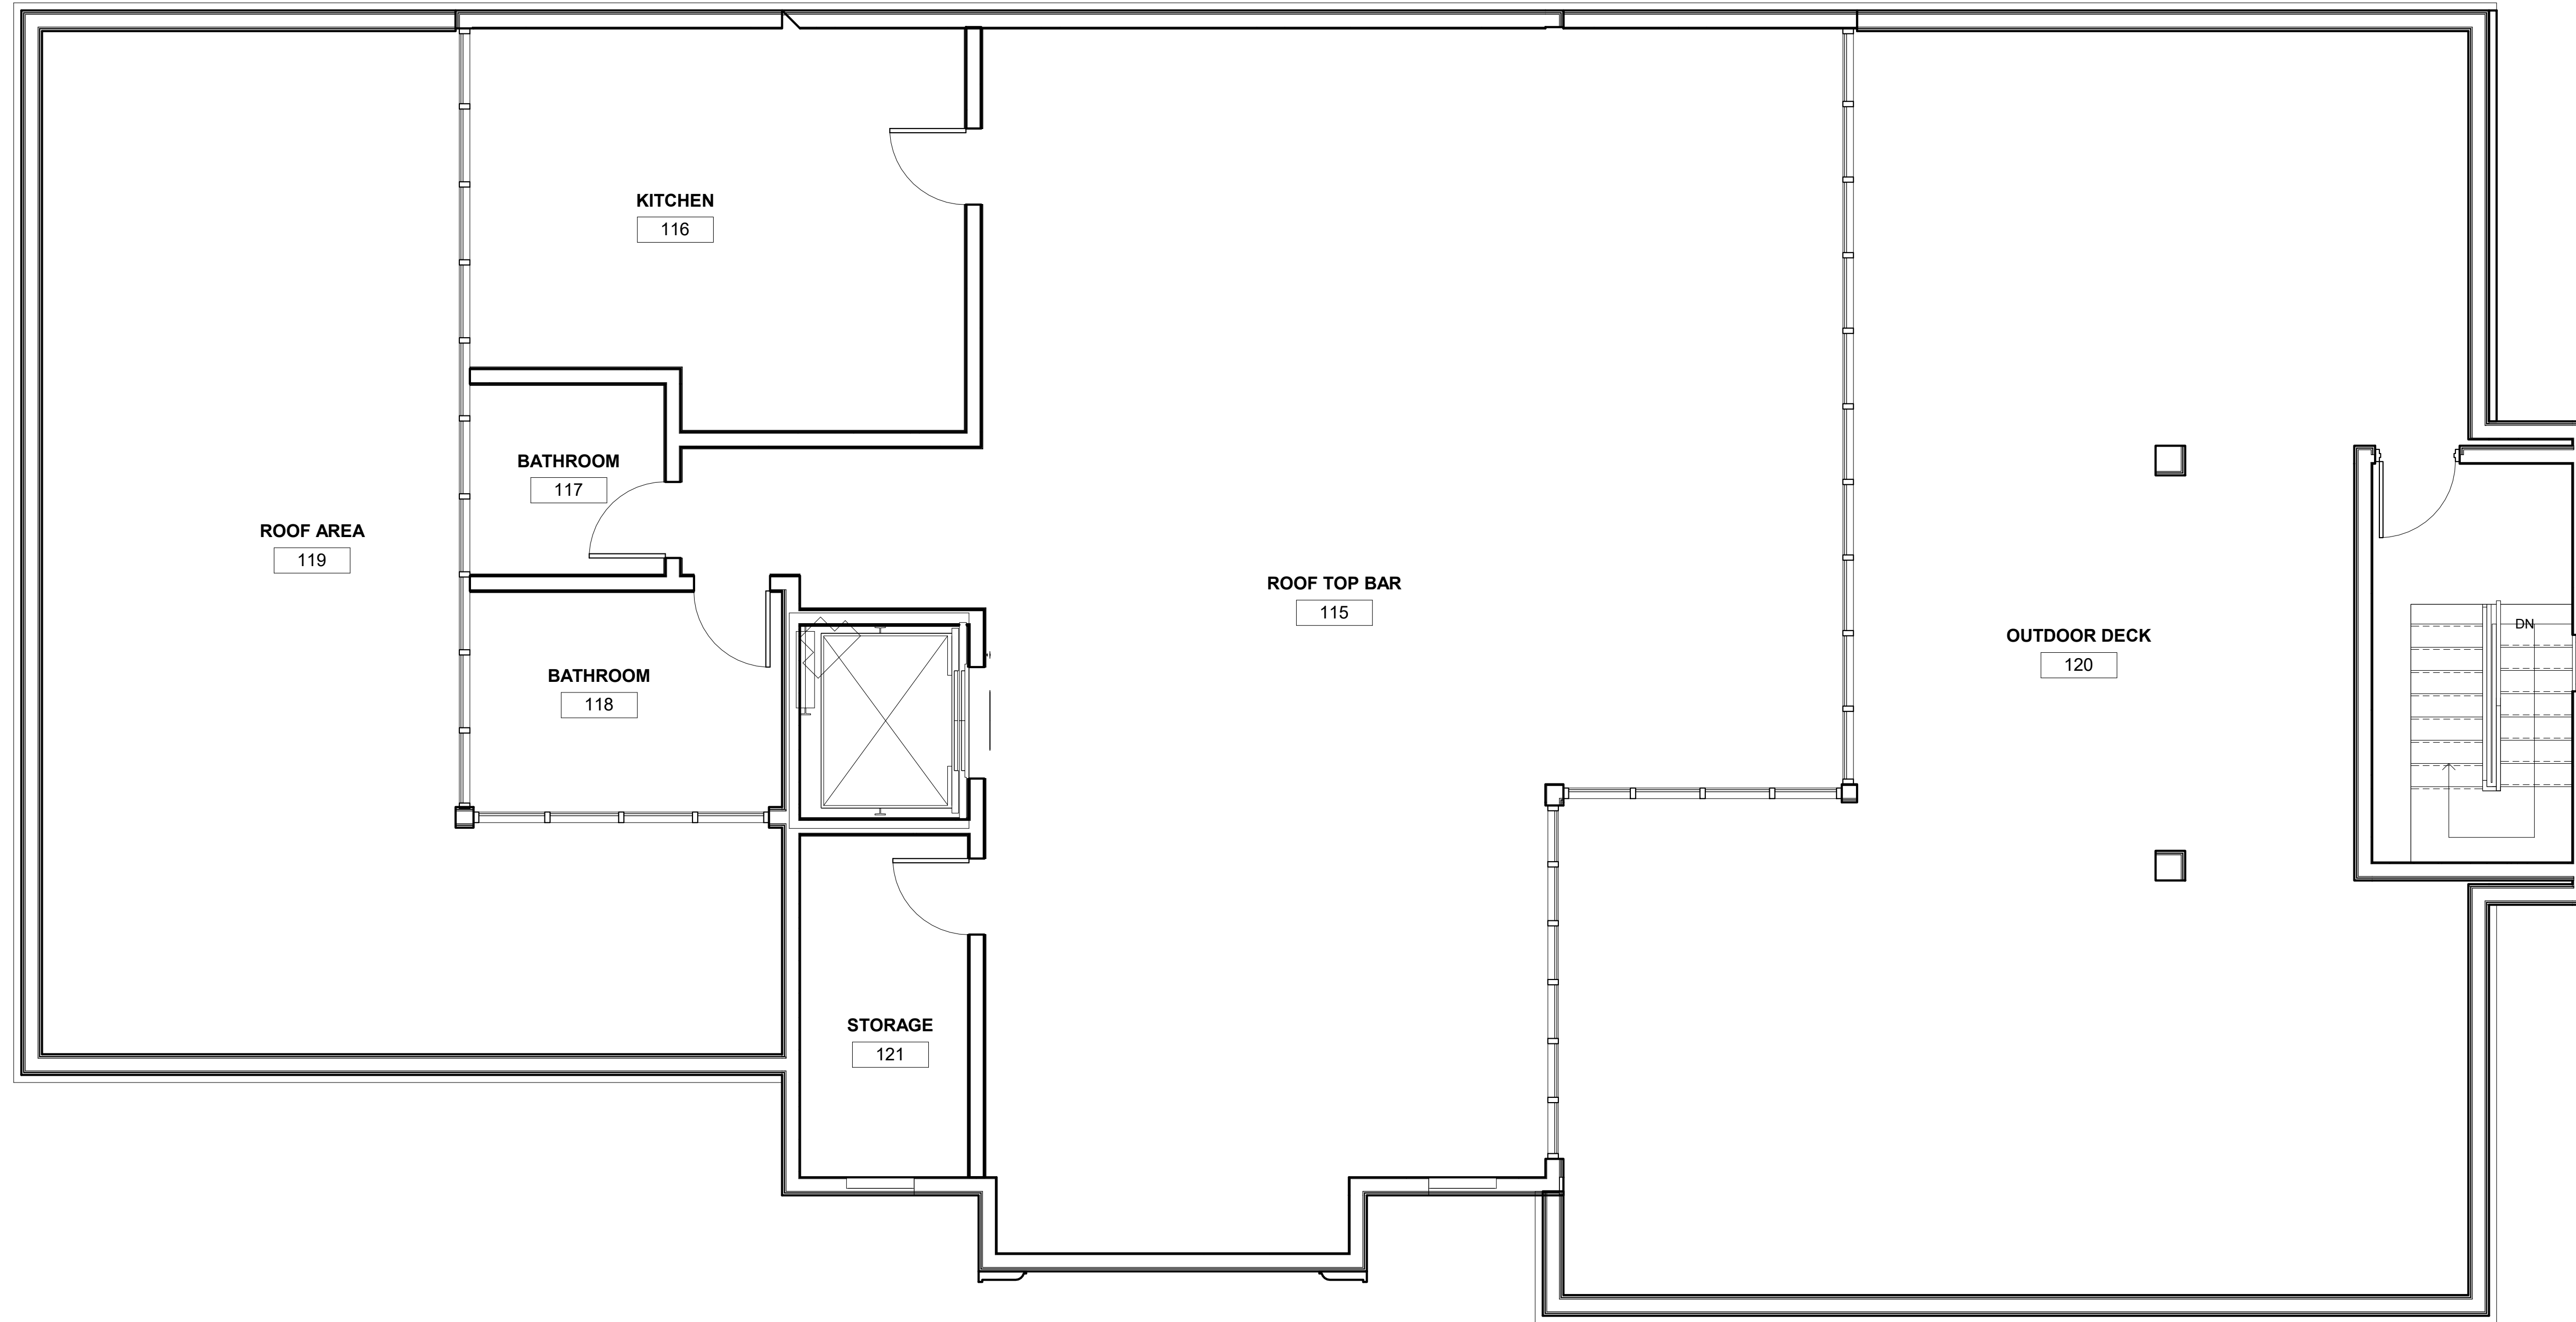 KITCHEN
116
BATHROOM
117
ROOF AREA
119
ROOF TOP BAR
115
DN
OUTDOOR DECK
120
BATHROOM
118
STORAGE
121